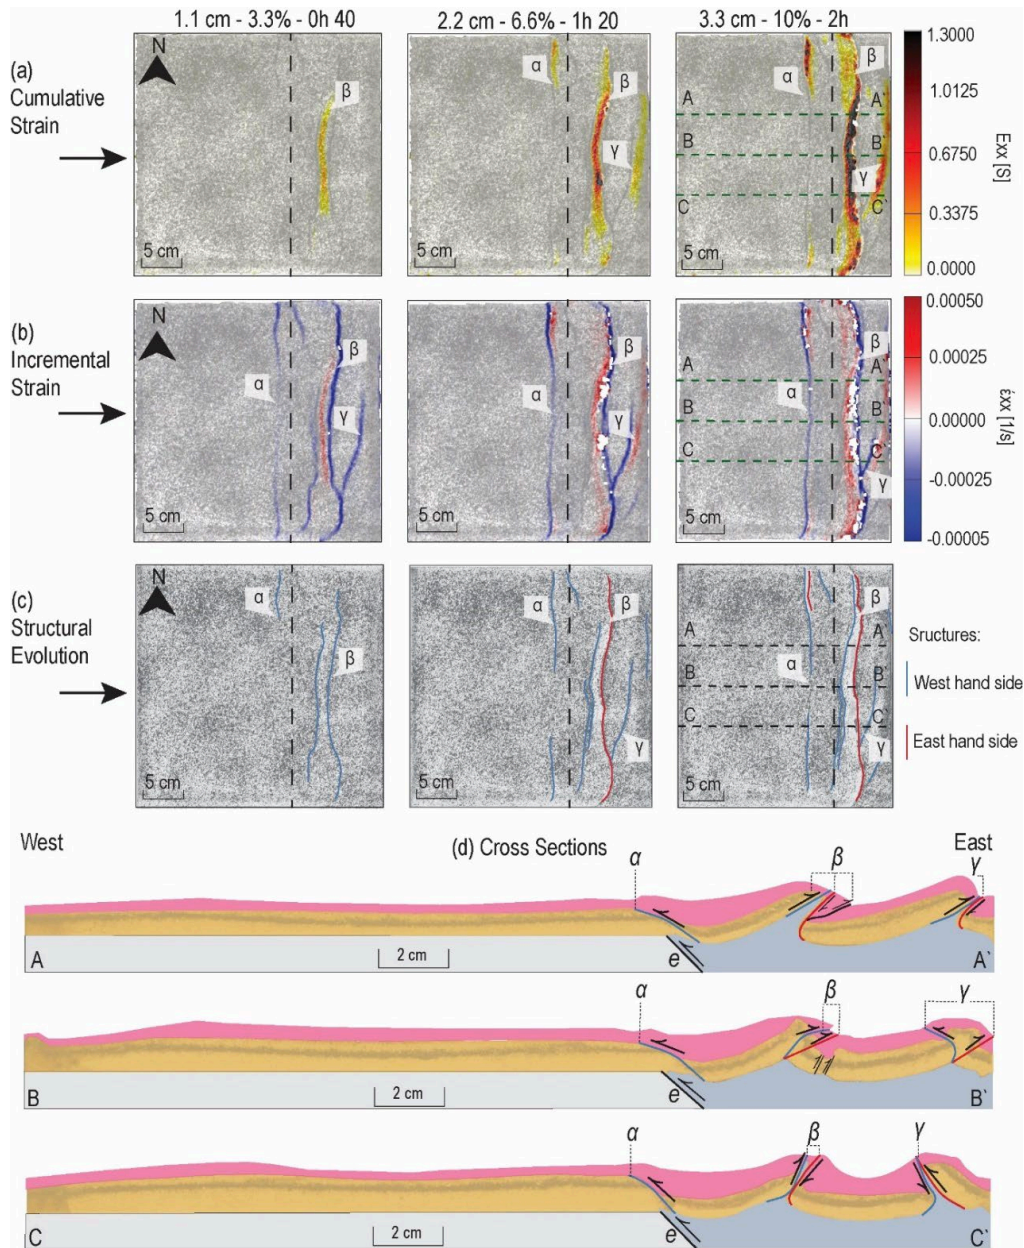 1.1 cm - 3.3% - 0h 40
2.2 cm - 6.6% - 1h 20
3.3 cm - 10% - 2h
(a)
Cumulative
Strain
N
β
5 cm
α
β
γ
5 cm
α
β
A
A`
B
B`
γ
C
C`
5 cm
1.3000
1.0125
0.6750
0.3375
0.0000
Exx [S]
(b)
Incremental
Strain
N
β
α
γ
5 cm
β
α
γ
5 cm
β
A
A`
α
B
B`
C
C`
γ
5 cm
0.00050
0.00025
0.00000
-0.00025
-0.00005
ε̇xx [1/s]
(c)
Structural
Evolution
N
α
β
5 cm
α
β
γ
5 cm
β
A
A`
α
B
B`
C
C`
γ
5 cm
Sructures:
West hand side
East hand side
West
(d) Cross Sections
East
α
β
γ
e
A
2 cm
A`
α
β
γ
e
B
2 cm
B`
α
β
γ
e
C
2 cm
C`